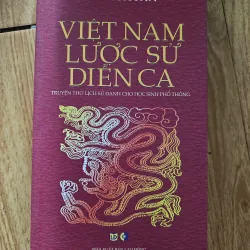 VIỆT NAM
LƯỢC SỬ
DIỄN CA
TRUYỆN THƠ LỊCH SỬ DÀNH CHO HỌC SINH PHỔ THÔNG